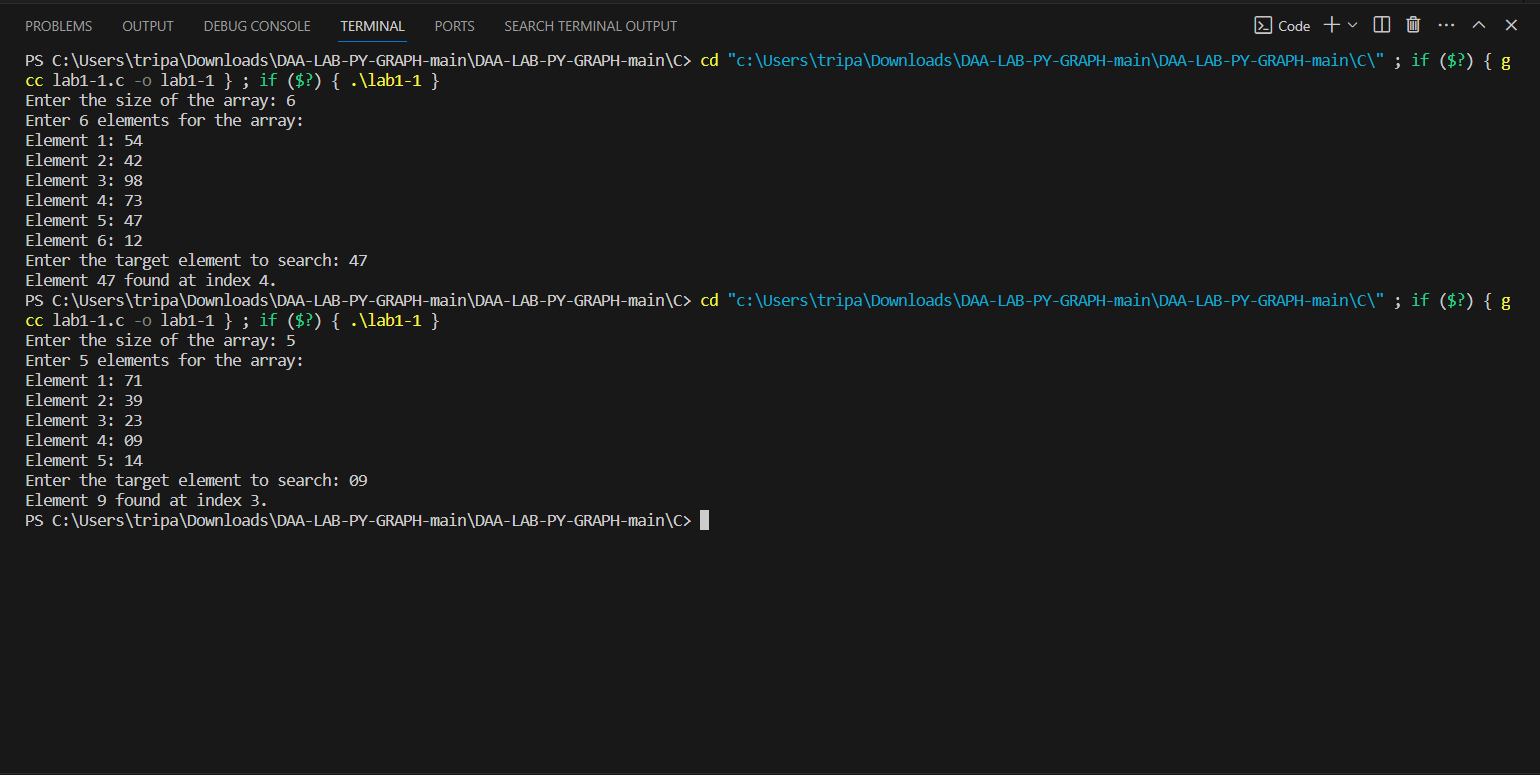 PROBLEMS OUTPUT DEBUG CONSOLE TERMINAL PORTS SEARCH TERMINAL OUTPUT Code
PS C:\Users\tripa\Downloads\DAA-LAB-PY-GRAPH-main\DAA-LAB-PY-GRAPH-main\C> cd "c:\Users\tripa\Downloads\DAA-LAB-PY-GRAPH-main\DAA-LAB-PY-GRAPH-main\C\" ; if ($?) { g
cc lab1-1.c -o lab1-1 } ; if ($?) { .\lab1-1 }
Enter the size of the array: 6
Enter 6 elements for the array:
Element 1: 54
Element 2: 42
Element 3: 98
Element 4: 73
Element 5: 47
Element 6: 12
Enter the target element to search: 47
Element 47 found at index 4.
PS C:\Users\tripa\Downloads\DAA-LAB-PY-GRAPH-main\DAA-LAB-PY-GRAPH-main\C> cd "c:\Users\tripa\Downloads\DAA-LAB-PY-GRAPH-main\DAA-LAB-PY-GRAPH-main\C\" ; if ($?) { g
cc lab1-1.c -o lab1-1 } ; if ($?) { .\lab1-1 }
Enter the size of the array: 5
Enter 5 elements for the array:
Element 1: 71
Element 2: 39
Element 3: 23
Element 4: 09
Element 5: 14
Enter the target element to search: 09
Element 9 found at index 3.
PS C:\Users\tripa\Downloads\DAA-LAB-PY-GRAPH-main\DAA-LAB-PY-GRAPH-main\C>